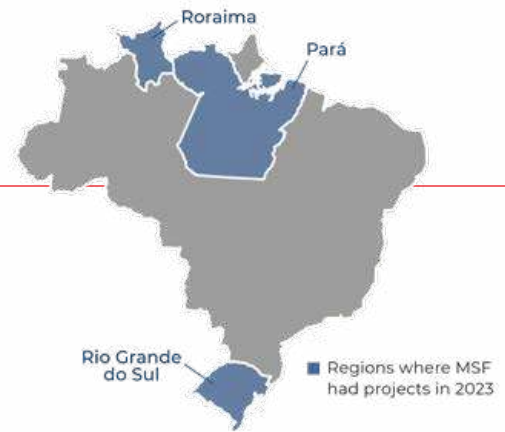 Roraima
Pará
Rio Grande
do Sul
Regions where MSF
had projects in 2023